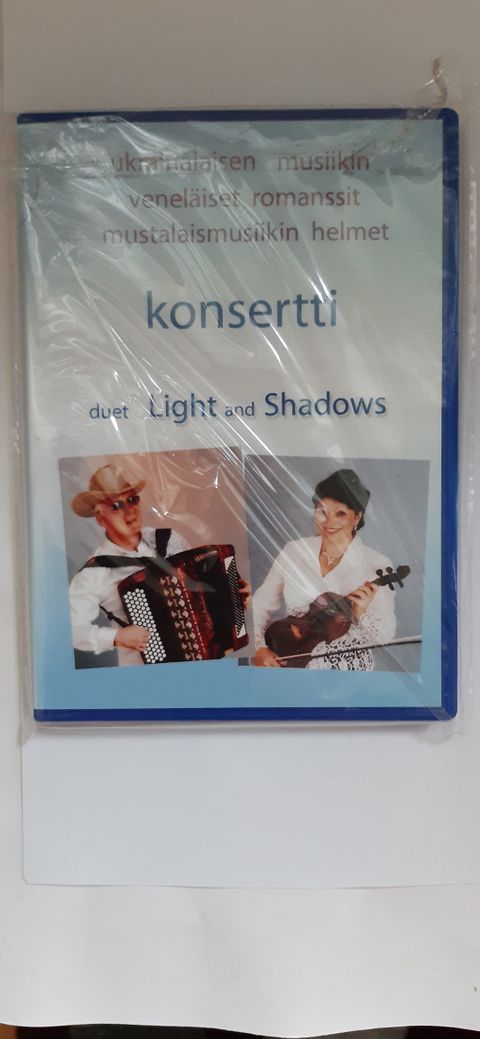 ukrainalaisen musiikin
veneläiset romanssit
mustalaismusiikin helmet
konsertti
duet Light and Shadows